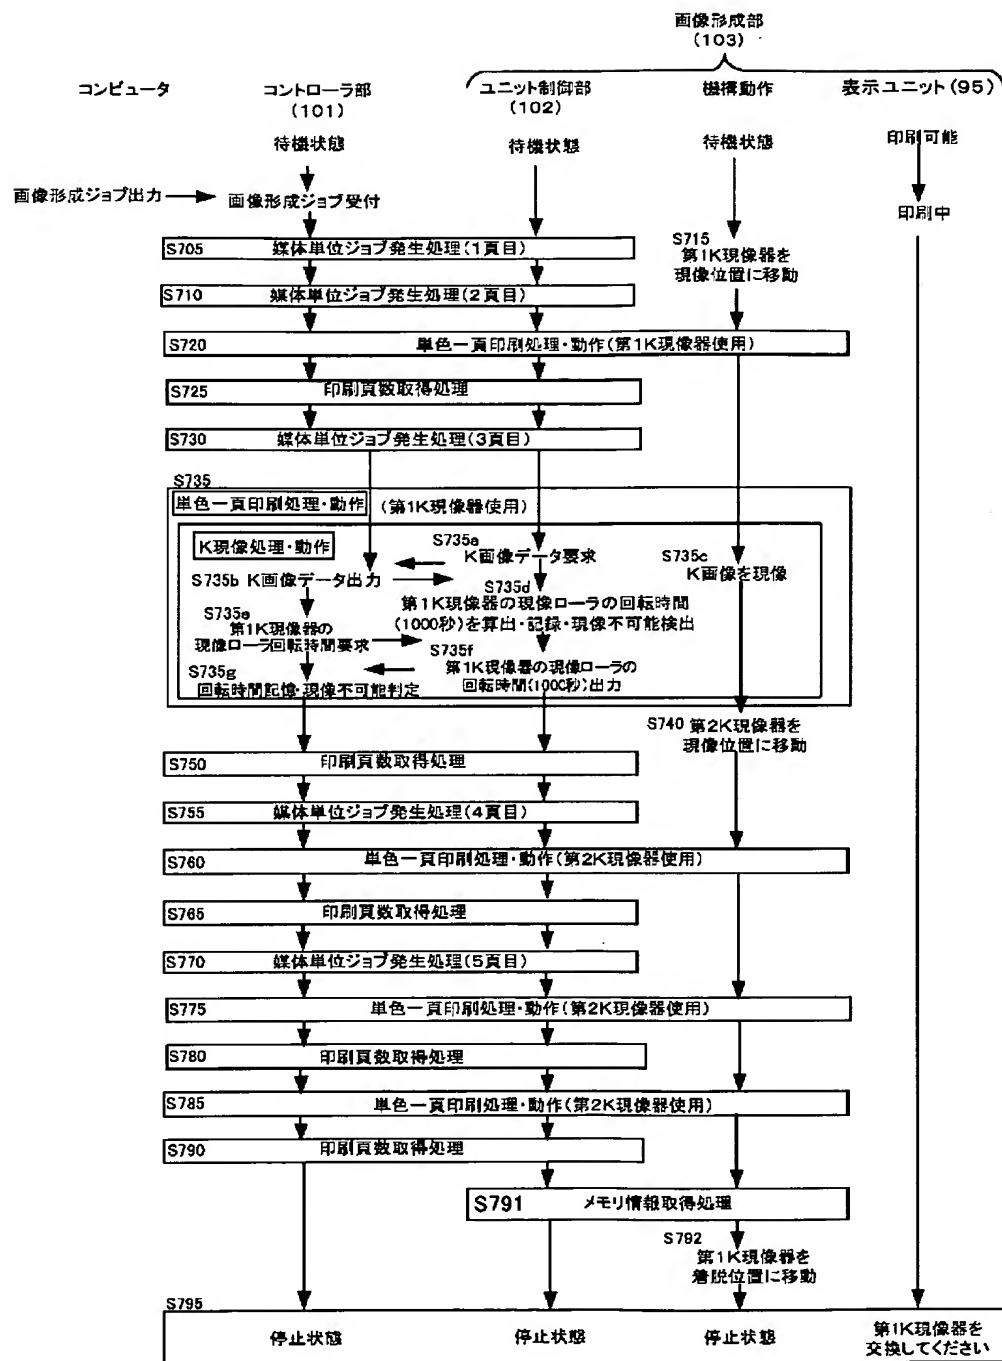 画像形成部
(103)
コンピュータ
コントローラ部
(101)
ユニット制御部
(102)
機構動作
表示ユニット(95)
待機状態
待機状態
待機状態
印刷可能
画像形成ジョブ出力
画像形成ジョブ受付
印刷中
S705 媒体単位ジョブ発生処理(1頁目)
S715
第1K現像器を
現像位置に移動
S710 媒体単位ジョブ発生処理(2頁目)
S720 単色一頁印刷処理・動作(第1K現像器使用)
S725 印刷頁数取得処理
S730 媒体単位ジョブ発生処理(3頁目)
S735
単色一頁印刷処理・動作 (第1K現像器使用)
K現像処理・動作
S735a
K画像データ要求
S735b K画像データ出力
S735c
K画像を現像
S735d
第1K現像器の現像ローラの回転時間
(1000秒)を算出・記録・現像不可能検出
S735e
第1K現像器の
現像ローラ回転時間要求
S735f
第1K現像器の現像ローラの
回転時間(1000秒)出力
S735g
回転時間記憶・現像不可能判定
S740 第2K現像器を
現像位置に移動
S750 印刷頁数取得処理
S755 媒体単位ジョブ発生処理(4頁目)
S760 単色一頁印刷処理・動作(第2K現像器使用)
S765 印刷頁数取得処理
S770 媒体単位ジョブ発生処理(5頁目)
S775 単色一頁印刷処理・動作(第2K現像器使用)
S780 印刷頁数取得処理
S785 単色一頁印刷処理・動作(第2K現像器使用)
S790 印刷頁数取得処理
S791 メモリ情報取得処理
S792
第1K現像器を
着脱位置に移動
S795
停止状態
停止状態
停止状態
第1K現像器を
交換してください